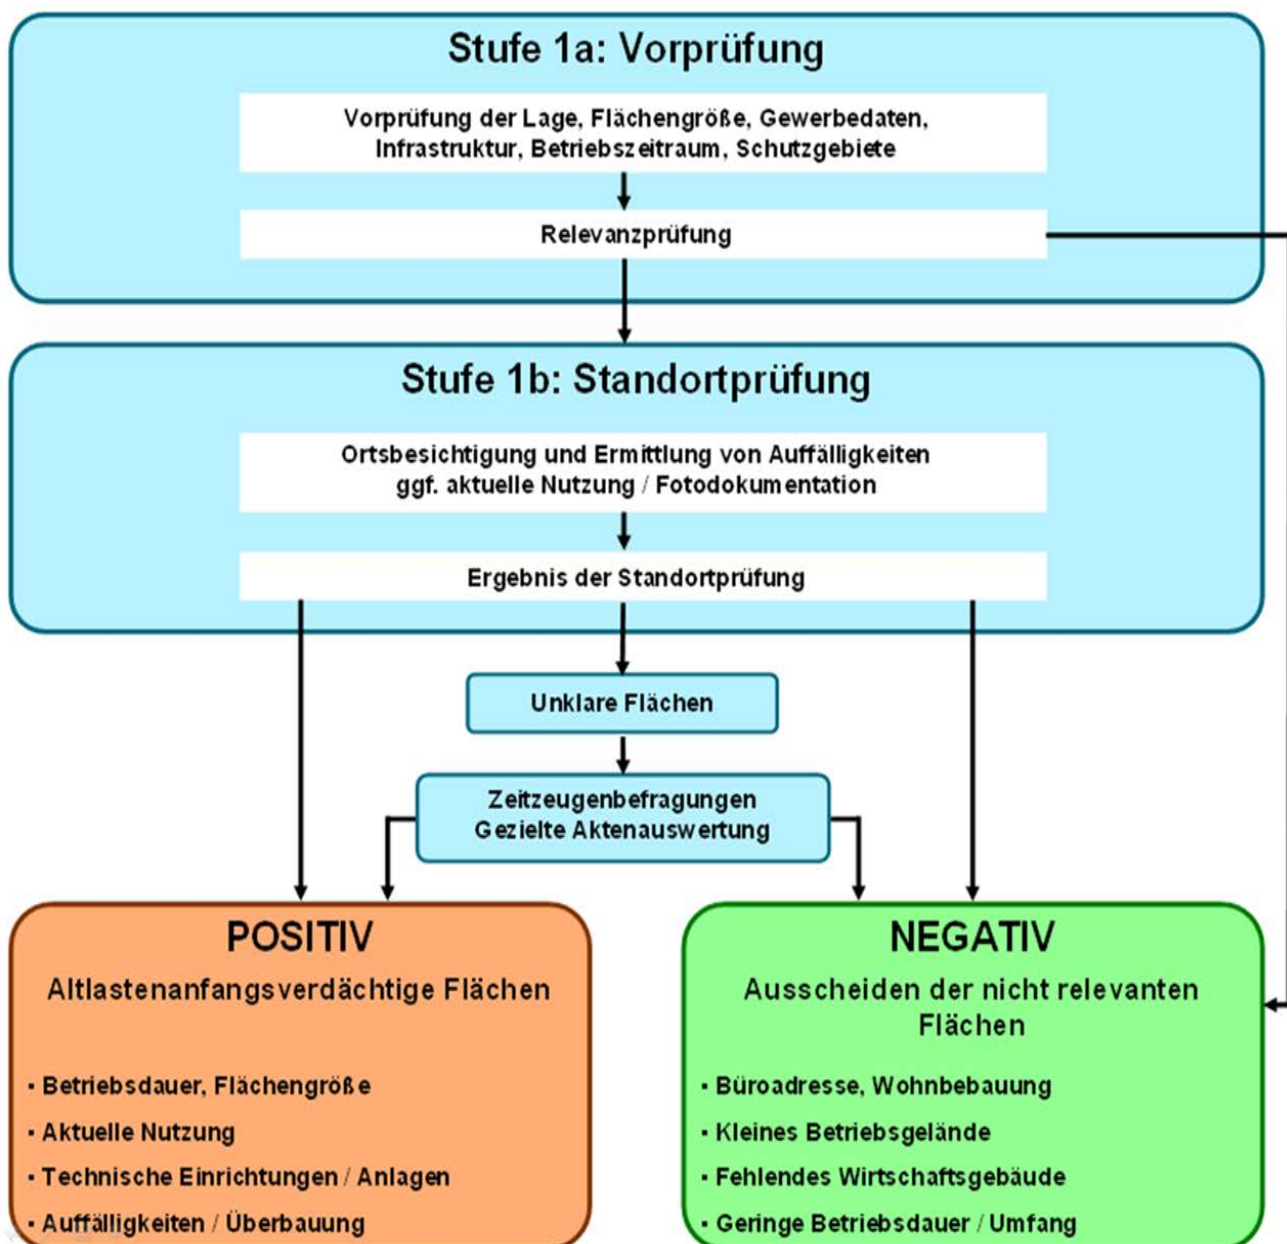 Stufe 1a: Vorprüfung
Vorprüfung der Lage, Flächengröße, Gewerbedaten,
Infrastruktur, Betriebszeitraum, Schutzgebiete
Relevanzprüfung
Stufe 1b: Standortprüfung
Ortsbesichtigung und Ermittlung von Auffälligkeiten
ggf. aktuelle Nutzung / Fotodokumentation
Ergebnis der Standortprüfung
Unklare Flächen
Zeitzeugenbefragungen
Gezielte Aktenauswertung
POSITIV
Altlastenanfangsverdächtige Flächen
▪ Betriebsdauer, Flächengröße
▪ Aktuelle Nutzung
▪ Technische Einrichtungen / Anlagen
▪ Auffälligkeiten / Überbauung
NEGATIV
Ausscheiden der nicht relevanten
Flächen
▪ Büroadresse, Wohnbebauung
▪ Kleines Betriebsgelände
▪ Fehlendes Wirtschaftsgebäude
▪ Geringe Betriebsdauer / Umfang